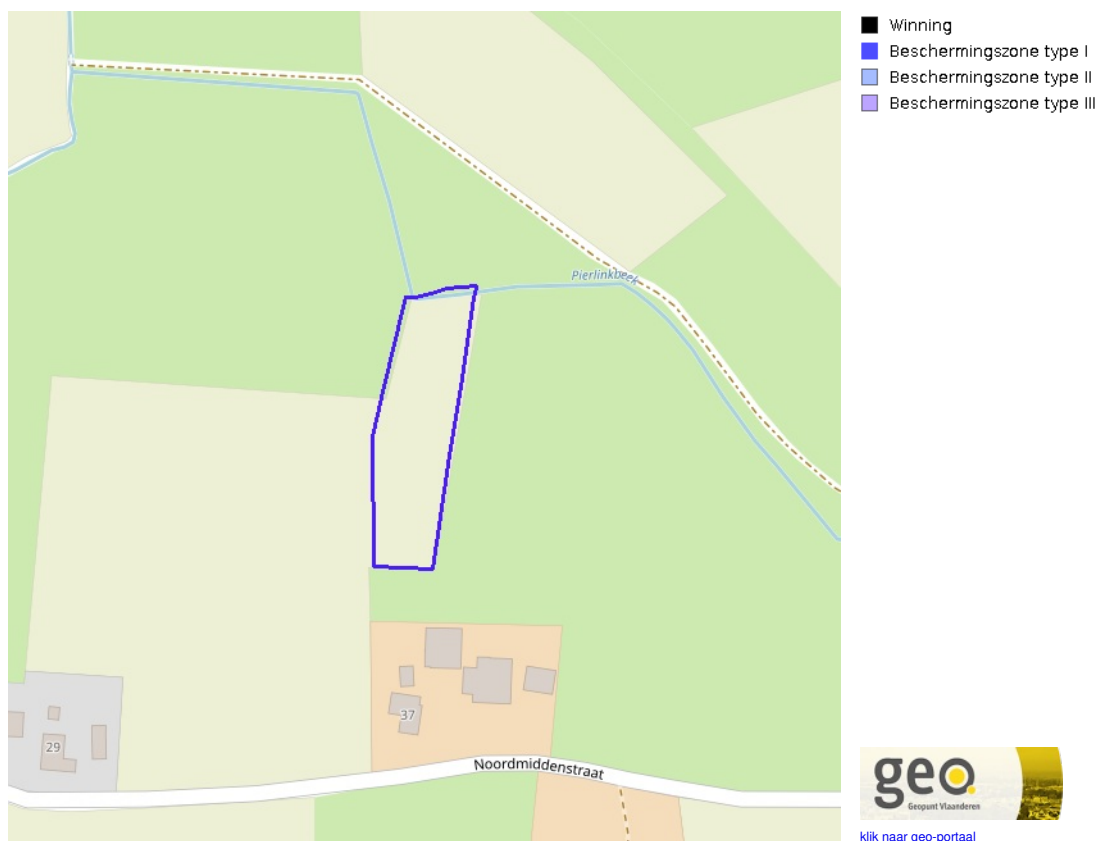 Winning
Beschermingszone type I
Beschermingszone type II
Beschermingszone type III
Pierlinkbeek
37
29
Noordmiddenstraat
geo
Geopunt Vlaanderen
klik naar geo-portaal